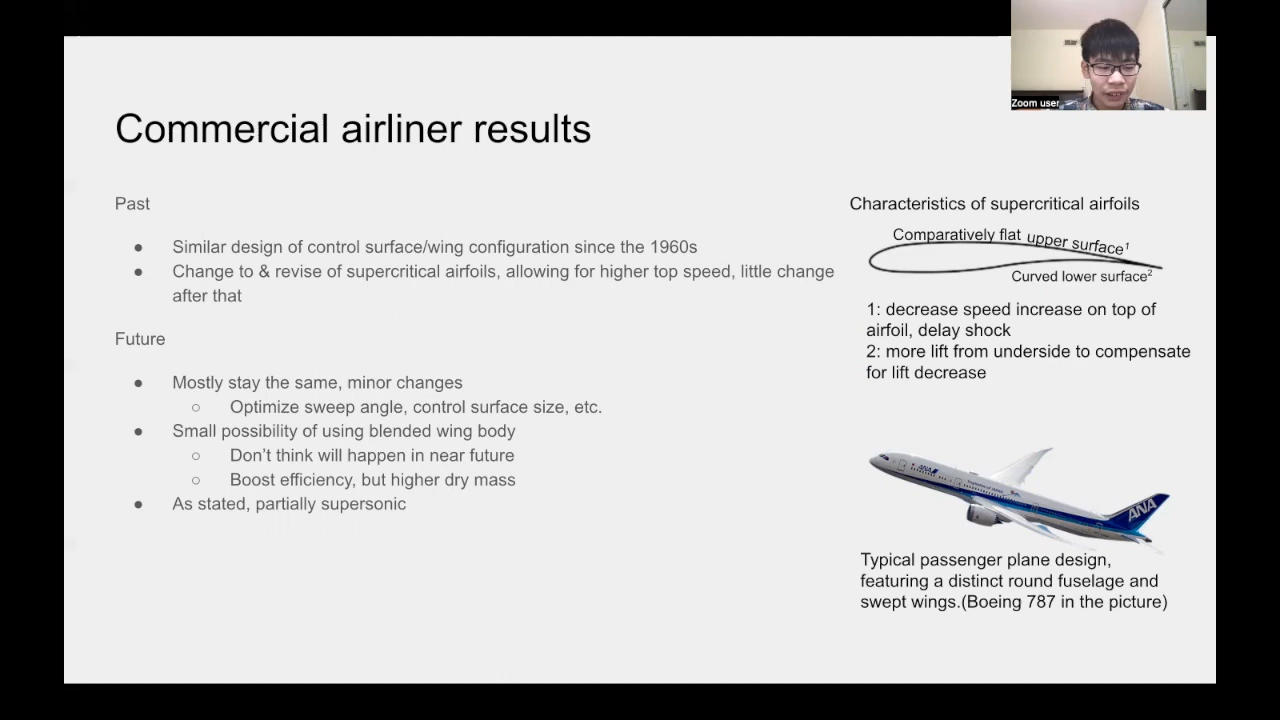 Zoom user
Commercial airliner results
Past
● Similar design of control surface/wing configuration since the 1960s
● Change to & revise of supercritical airfoils, allowing for higher top speed, little change
after that
Future
● Mostly stay the same, minor changes
○ Optimize sweep angle, control surface size, etc.
● Small possibility of using blended wing body
○ Don't think will happen in near future
○ Boost efficiency, but higher dry mass
● As stated, partially supersonic
Characteristics of supercritical airfoils
Comparatively flat upper surface¹
Curved lower surface²
1: decrease speed increase on top of
airfoil, delay shock
2: more lift from underside to compensate
for lift decrease
ANA
ANA
Typical passenger plane design,
featuring a distinct round fuselage and
swept wings.(Boeing 787 in the picture)